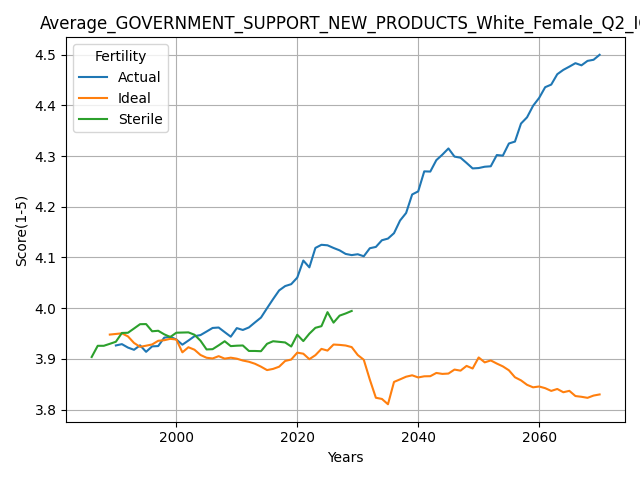 Average_GOVERNMENT_SUPPORT_NEW_PRODUCTS_White_Female_Q2_I
Fertility
Actual
Ideal
Sterile
4.5
4.4
4.3
4.2
4.1
4.0
3.9
3.8
Score(1-5)
2000 2020 2040 2060
Years